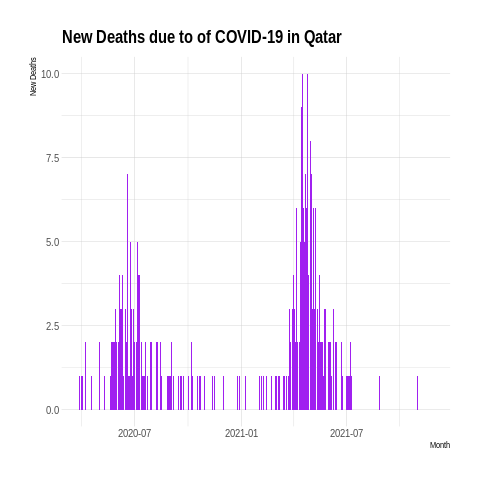 New Deaths due to of COVID-19 in Qatar
New Deaths
10.0
7.5
5.0
2.5
0.0
2020-07
2021-01
2021-07
Month